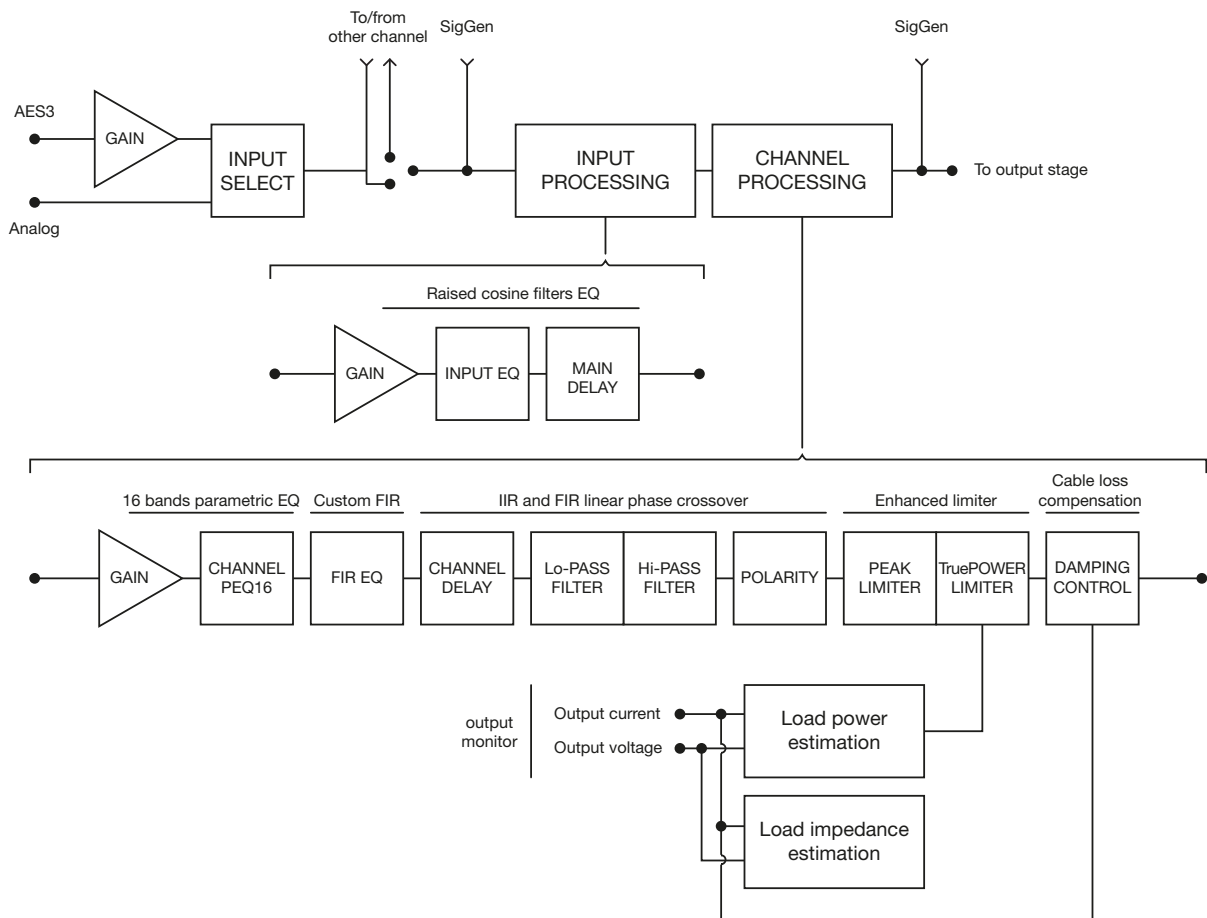 To/from
other channel
SigGen
SigGen
AES3
GAIN
INPUT
SELECT
INPUT
PROCESSING
CHANNEL
PROCESSING
To output stage
Analog
Raised cosine filters EQ
GAIN
INPUT EQ
MAIN
DELAY
16 bands parametric EQ
Custom FIR
IIR and FIR linear phase crossover
Enhanced limiter
Cable loss
compensation
GAIN
CHANNEL
PEQ16
FIR EQ
CHANNEL
DELAY
Lo-PASS
FILTER
Hi-PASS
FILTER
POLARITY
PEAK
LIMITER
TruePOWER
LIMITER
DAMPING
CONTROL
output
monitor
Output current
Output voltage
Load power
estimation
Load impedance
estimation